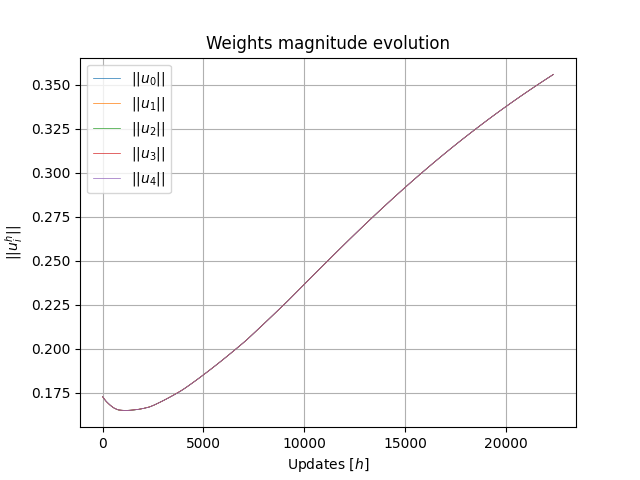 Weights magnitude evolution
||u_i^h||
0.350
0.325
0.300
0.275
0.250
0.225
0.200
0.175
||u_0||
||u_1||
||u_2||
||u_3||
||u_4||
0
5000
10000
15000
20000
Updates [h]